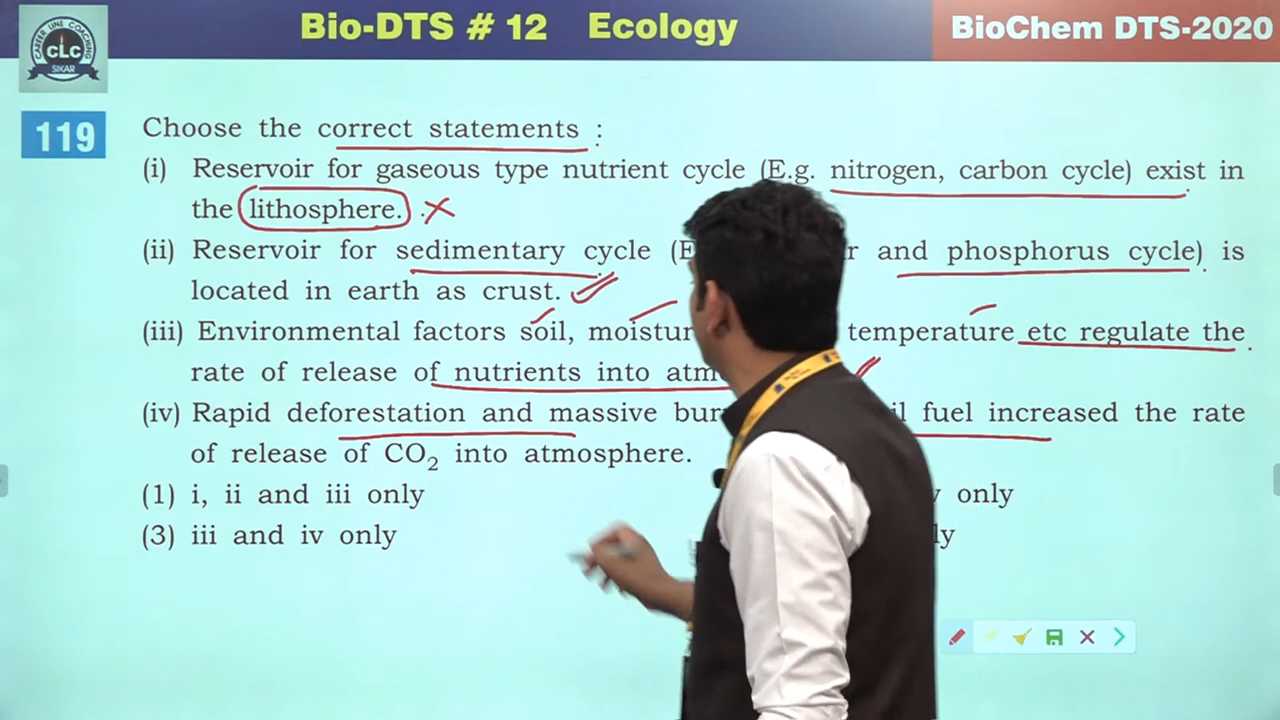 Bio-DTS # 12 Ecology
BioChem DTS-2020
CAREER LINE COACHING
CLC
SIKAR
119
Choose the correct statements :
(i) Reservoir for gaseous type nutrient cycle (E.g. nitrogen, carbon cycle) exist in
the lithosphere.
(ii) Reservoir for sedimentary cycle (E and phosphorus cycle) is
located in earth as crust.
(iii) Environmental factors soil, moistur temperature etc regulate the
rate of release of nutrients into atm
(iv) Rapid deforestation and massive bur fuel increased the rate
of release of CO₂ into atmosphere.
(1) i, ii and iii only
only
(3) iii and iv only
ly